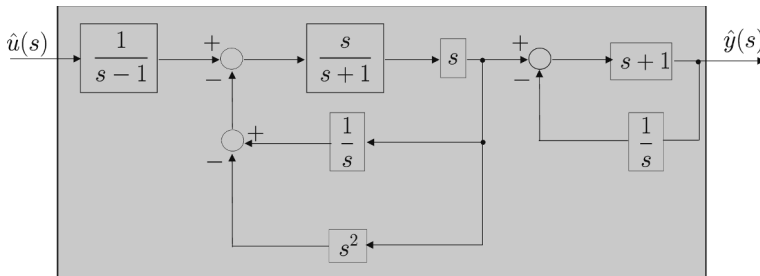 û(s)
1/(s − 1)
+
−
s/(s + 1)
s
+
−
s + 1
ŷ(s)
+
−
1/s
1/s
s²